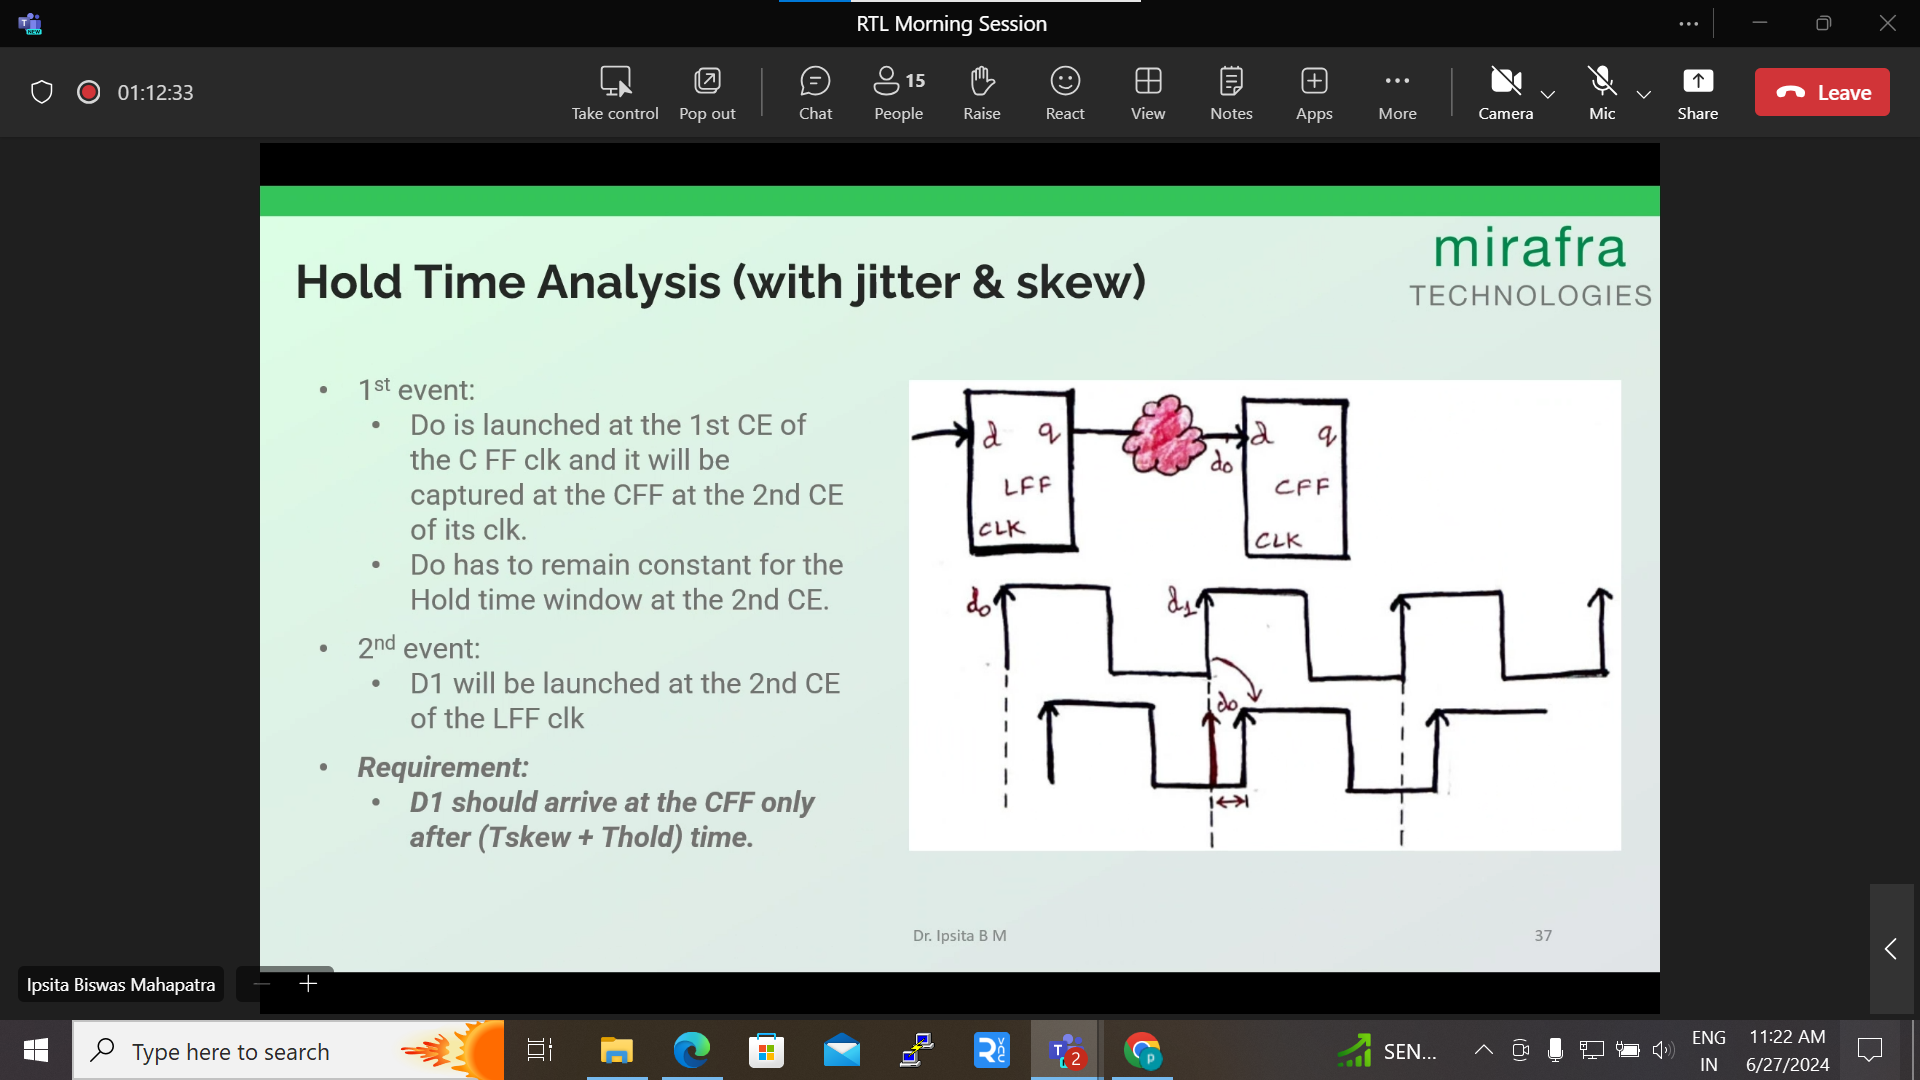 RTL Morning Session
01:12:33
Take control
Pop out
Chat
15
People
Raise
React
View
Notes
Apps
More
Camera
Mic
Share
Leave
mirafra
TECHNOLOGIES
Hold Time Analysis (with jitter & skew)
• 1st event:
• Do is launched at the 1st CE of
the C FF clk and it will be
captured at the CFF at the 2nd CE
of its clk.
• Do has to remain constant for the
Hold time window at the 2nd CE.
• 2nd event:
• D1 will be launched at the 2nd CE
of the LFF clk
• Requirement:
• D1 should arrive at the CFF only
after (Tskew + Thold) time.
d q
LFF
CLK
do
d q
CFF
CLK
do
d1
do
Dr. Ipsita B M
37
Ipsita Biswas Mahapatra
Type here to search
NEW
T
VNC
T
2
p
SEN...
ENG
IN
11:22 AM
6/27/2024